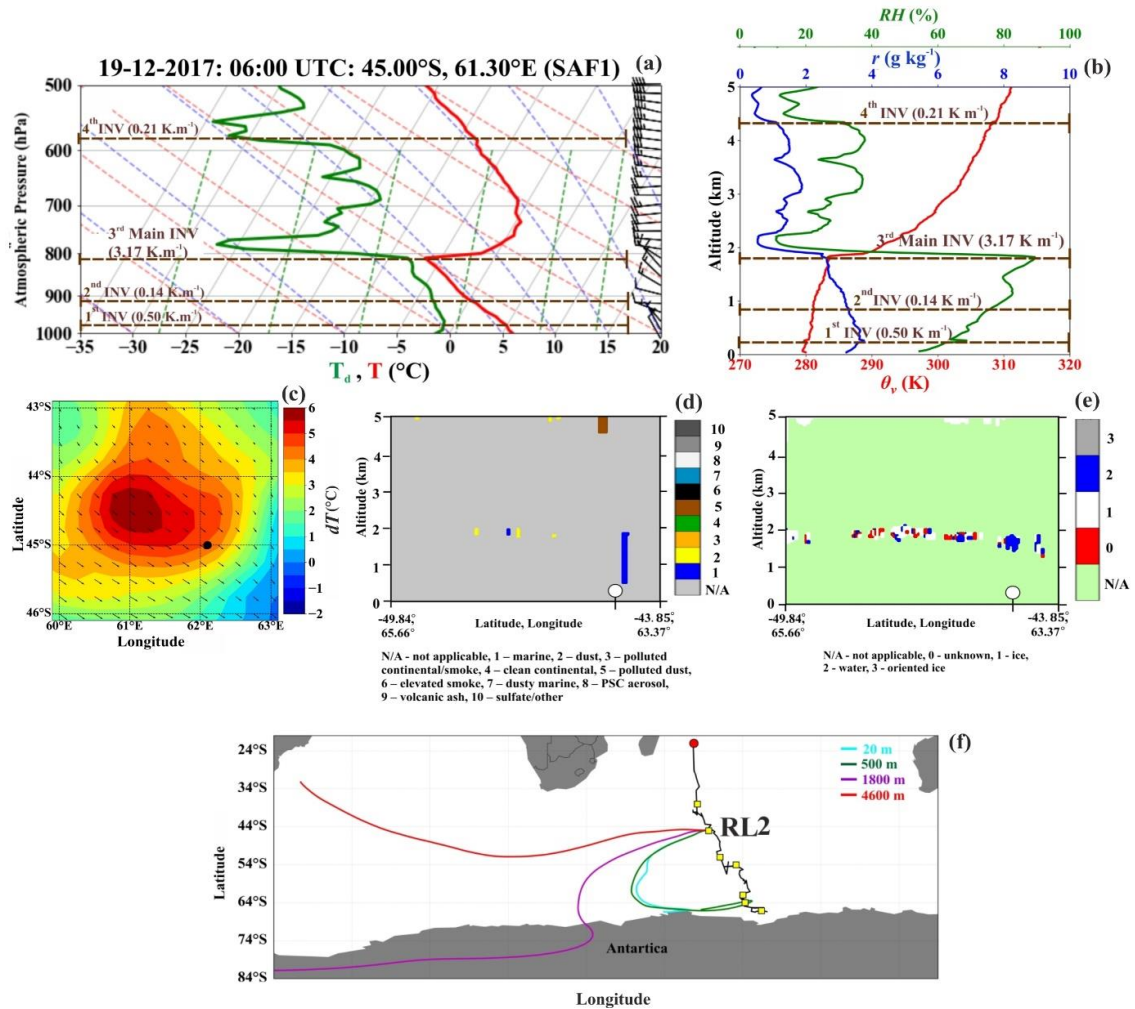 RH (%)
0 20 40 60 80 100
r (g kg⁻¹)
0 2 4 6 8 10
19-12-2017: 06:00 UTC: 45.00°S, 61.30°E (SAF1)
(a)
Atmospheric Pressure (hPa)
500
600
700
800
900
1000
4th INV (0.21 K.m⁻¹)
3rd Main INV
(3.17 K.m⁻¹)
2nd INV (0.14 K.m⁻¹)
1st INV (0.50 K.m⁻¹)
-35 -25 -20 -15 -10 -5 0 5 10 15 20
Td , T (°C)
(b)
Altitude (km)
5
4
3
2
1
0
4th INV (0.21 K m⁻¹)
3rd Main INV (3.17 K m⁻¹)
2nd INV (0.14 K m⁻¹)
1st INV (0.50 K m⁻¹)
270 280 290 300 310 320
θv (K)
(c)
Latitude
43°S
44°S
45°S
46°S
60°E 61°E 62°E 63°E
Longitude
6
5
4
3
2
1
0
−1
−2
dT(°C)
(d)
Altitude (km)
5
4
3
2
1
0
-49.84,
65.66°
Latitude, Longitude
-43.85,
63.37°
10
9
8
7
6
5
4
3
2
1
N/A
N/A - not applicable, 1 – marine, 2 – dust, 3 – polluted
continental/smoke, 4 – clean continental, 5 – polluted dust,
6 – elevated smoke, 7 – dusty marine, 8 – PSC aerosol,
9 – volcanic ash, 10 – sulfate/other
(e)
Altitude (km)
5
4
3
2
1
0
-49.84,
65.66°
Latitude, Longitude
-43.85,
63.37°
3
2
1
0
N/A
N/A - not applicable, 0 - unknown, 1 - ice,
2 - water, 3 - oriented ice
(f)
Latitude
24°S
34°S
44°S
54°S
64°S
74°S
84°S
20 m
500 m
1800 m
4600 m
RL2
Antartica
Longitude